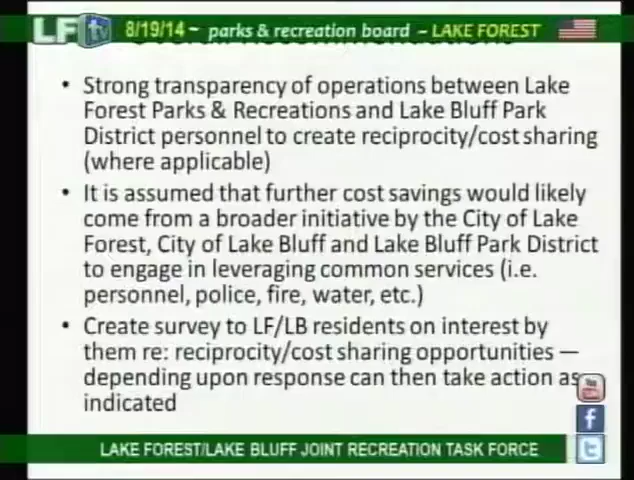 LF tv 8/19/14 ~ parks & recreation board ~ LAKE FOREST
• Strong transparency of operations between Lake
Forest Parks & Recreations and Lake Bluff Park
District personnel to create reciprocity/cost sharing
(where applicable)
• It is assumed that further cost savings would likely
come from a broader initiative by the City of Lake
Forest, City of Lake Bluff and Lake Bluff Park District
to engage in leveraging common services (i.e.
personnel, police, fire, water, etc.)
• Create survey to LF/LB residents on interest by
them re: reciprocity/cost sharing opportunities —
depending upon response can then take action as
indicated
LAKE FOREST/LAKE BLUFF JOINT RECREATION TASK FORCE